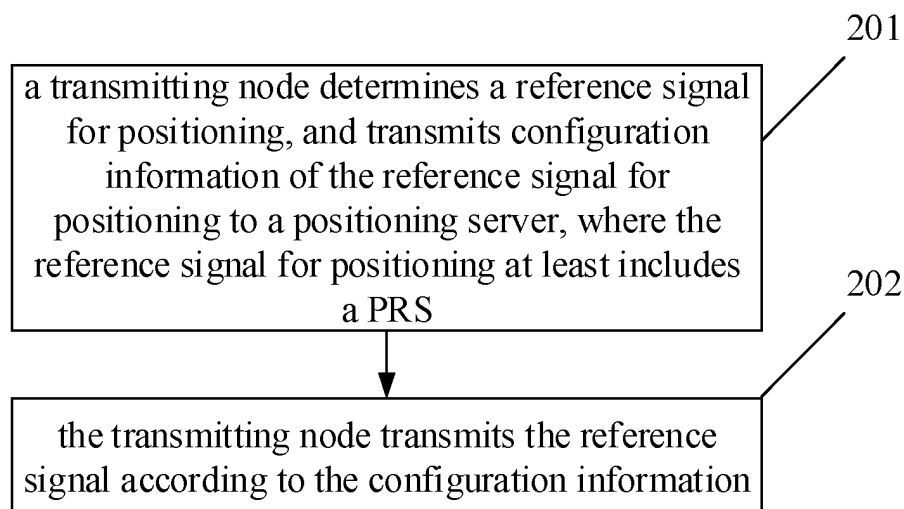 201
a transmitting node determines a reference signal
for positioning, and transmits configuration
information of the reference signal for
positioning to a positioning server, where the
reference signal for positioning at least includes
a PRS
202
the transmitting node transmits the reference
signal according to the configuration information